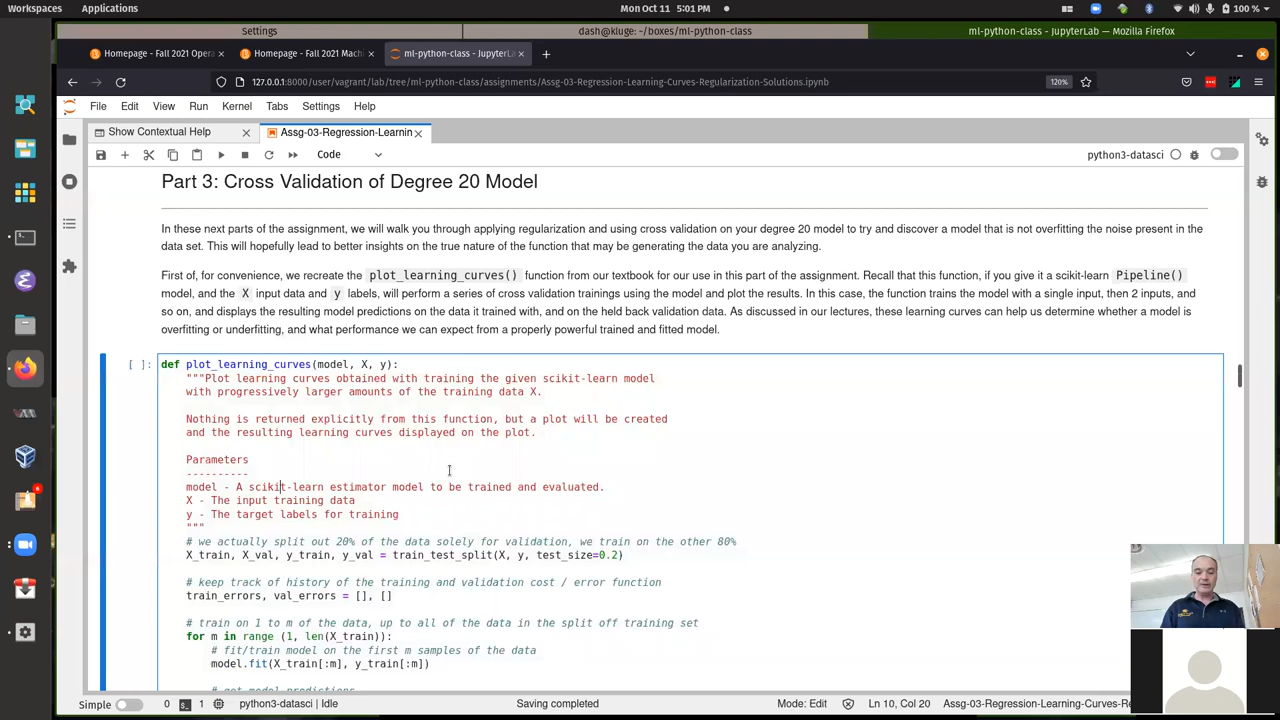 Workspaces Applications Mon Oct 11 5:01 PM 100 %
Settings dash@kluge: ~/boxes/ml-python-class ml-python-class - JupyterLab — Mozilla Firefox
Homepage - Fall 2021 Opera Homepage - Fall 2021 Machi ml-python-class - JupyterLab
127.0.0.1:8000/user/vagrant/lab/tree/ml-python-class/assignments/Assg-03-Regression-Learning-Curves-Regularization-Solutions.ipynb 120%
File Edit View Run Kernel Tabs Settings Help
Show Contextual Help Assg-03-Regression-Learnin
Code python3-datasci
Part 3: Cross Validation of Degree 20 Model
In these next parts of the assignment, we will walk you through applying regularization and using cross validation on your degree 20 model to try and discover a model that is not overfitting the noise present in the
data set. This will hopefully lead to better insights on the true nature of the function that may be generating the data you are analyzing.
First of, for convenience, we recreate the plot_learning_curves() function from our textbook for our use in this part of the assignment. Recall that this function, if you give it a scikit-learn Pipeline()
model, and the X input data and y labels, will perform a series of cross validation trainings using the model and plot the results. In this case, the function trains the model with a single input, then 2 inputs, and
so on, and displays the resulting model predictions on the data it trained with, and on the held back validation data. As discussed in our lectures, these learning curves can help us determine whether a model is
overfitting or underfitting, and what performance we can expect from a properly powerful trained and fitted model.
[ ]: def plot_learning_curves(model, X, y):
"""Plot learning curves obtained with training the given scikit-learn model
with progressively larger amounts of the training data X.
Nothing is returned explicitly from this function, but a plot will be created
and the resulting learning curves displayed on the plot.
Parameters
----------
model - A scikit-learn estimator model to be trained and evaluated.
X - The input training data
y - The target labels for training
"""
# we actually split out 20% of the data solely for validation, we train on the other 80%
X_train, X_val, y_train, y_val = train_test_split(X, y, test_size=0.2)
# keep track of history of the training and validation cost / error function
train_errors, val_errors = [], []
# train on 1 to m of the data, up to all of the data in the split off training set
for m in range (1, len(X_train)):
# fit/train model on the first m samples of the data
model.fit(X_train[:m], y_train[:m])
# get model predictions
Simple 0 1 python3-datasci | Idle Saving completed Mode: Edit Ln 10, Col 20 Assg-03-Regression-Learning-Curves-Re